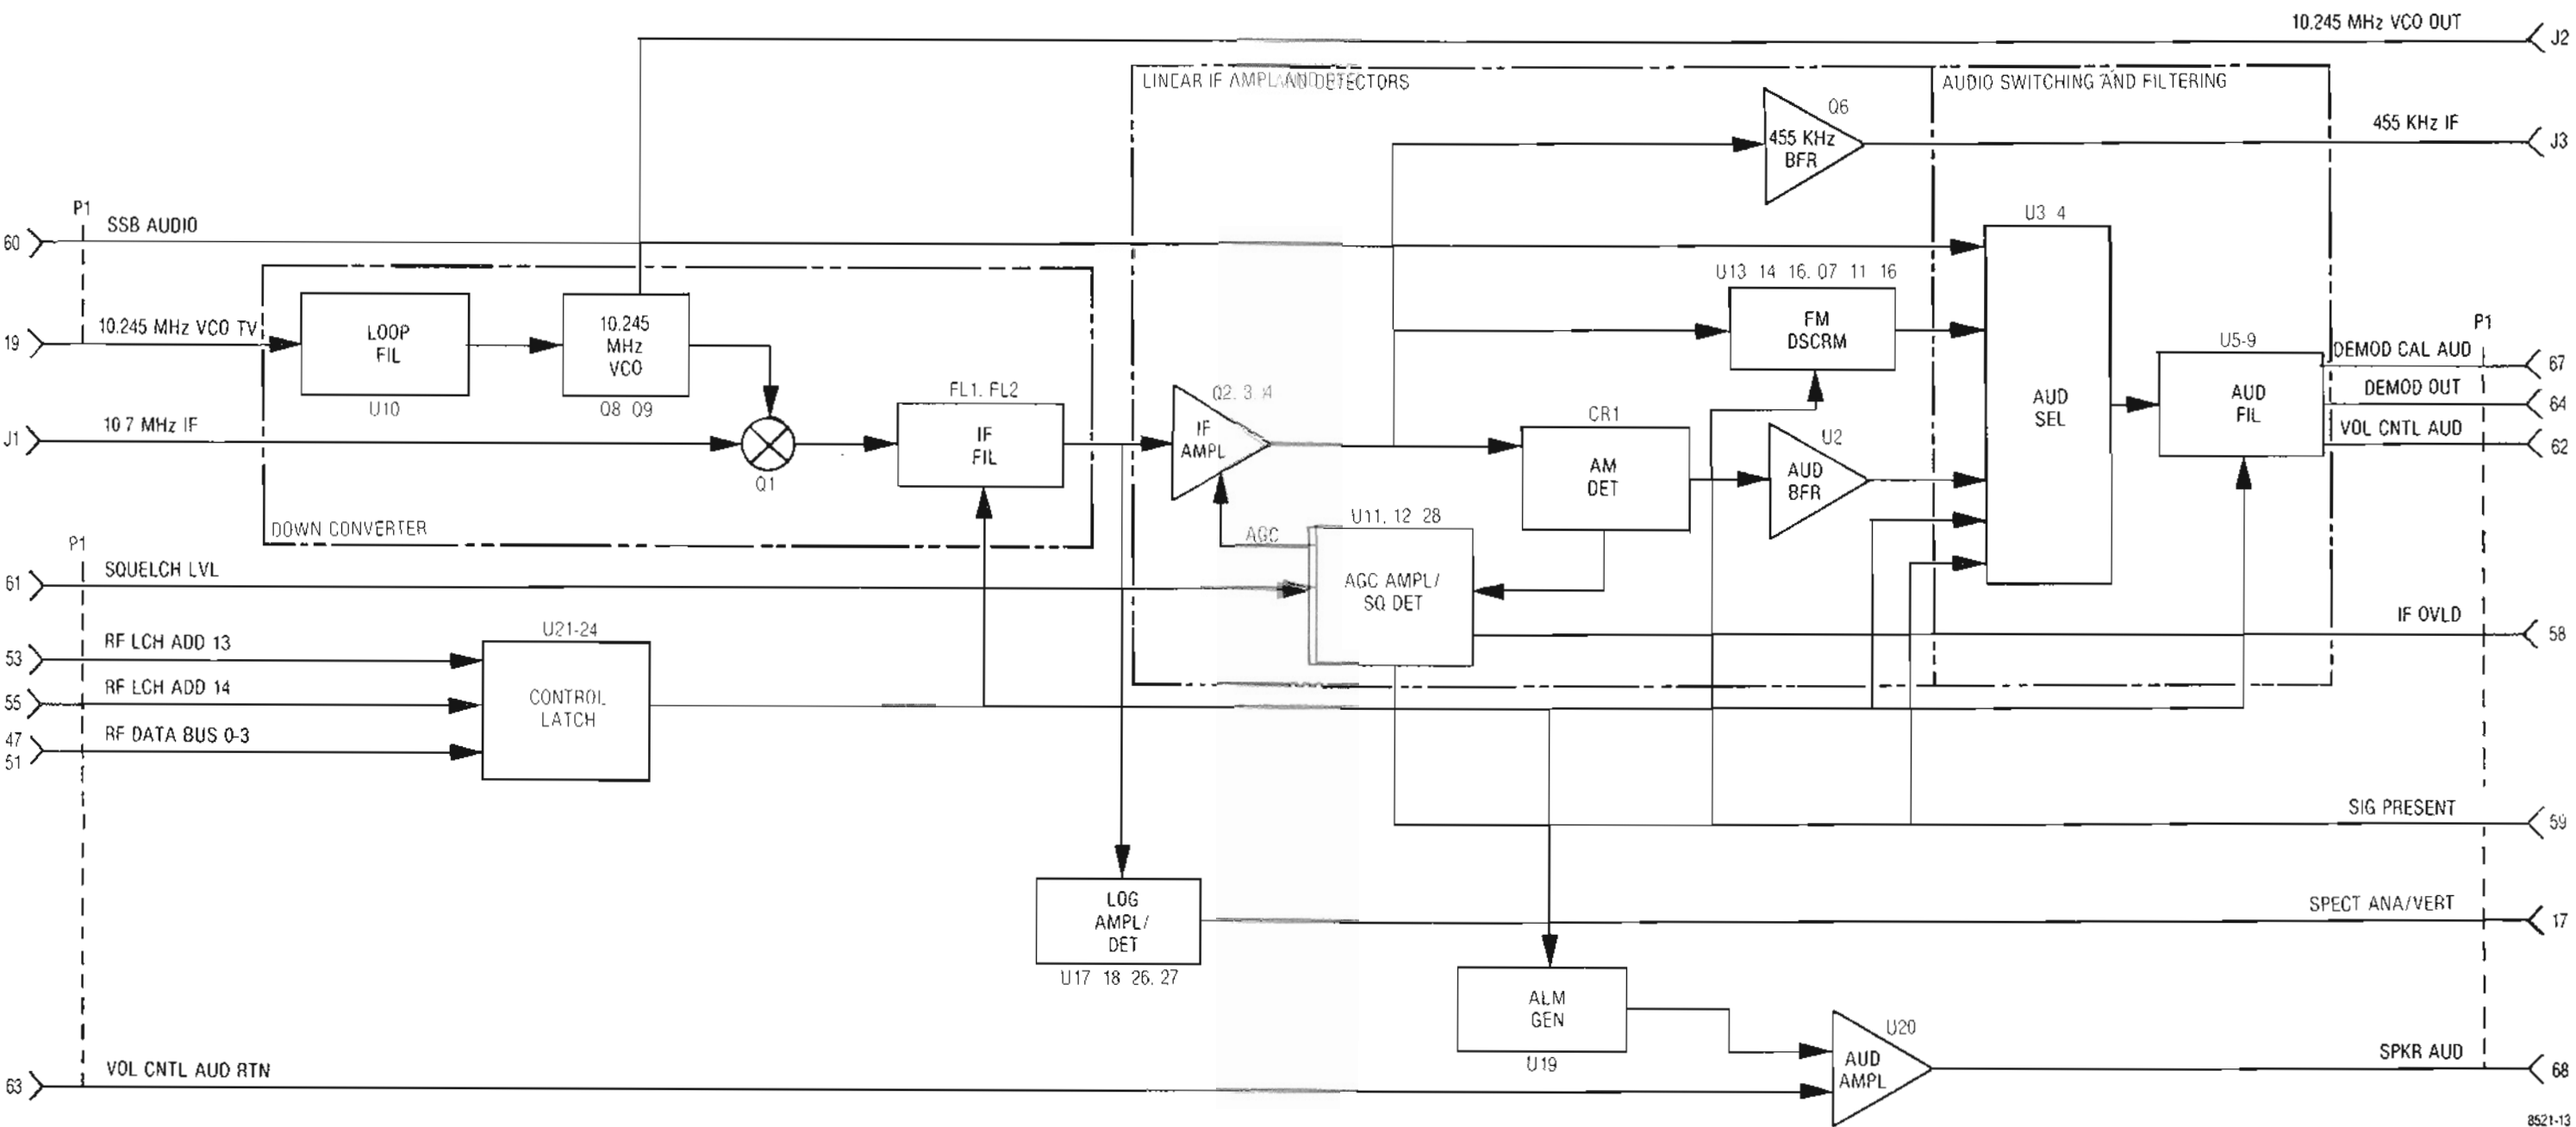 10.245 MHz VCO OUT
J2
LINEAR IF AMPL AND DETECTORS
AUDIO SWITCHING AND FILTERING
Q6
455 KHz
BFR
455 KHz IF
J3
P1
60
SSB AUDIO
U3 4
AUD
SEL
19
10.245 MHz VCO TV
LOOP
FIL
U10
10.245
MHz
VCO
Q8 Q9
U13 14 16. Q7 11 16
FM
DSCRM
P1
U5-9
AUD
FIL
DEMOD CAL AUD
67
DEMOD OUT
64
VOL CNTL AUD
62
J1
10 7 MHz IF
Q1
FL1. FL2
IF
FIL
Q2. 3. 4
IF
AMPL
CR1
AM
DET
U2
AUD
BFR
DOWN CONVERTER
AGC
U11. 12 28
AGC AMPL/
SQ DET
P1
61
SQUELCH LVL
IF OVLD
58
53
RF LCH ADD 13
55
RF LCH ADD 14
47
51
RF DATA BUS 0-3
U21-24
CONTROL
LATCH
SIG PRESENT
59
LOG
AMPL/
DET
U17 18 26. 27
SPECT ANA/VERT
17
ALM
GEN
U19
U20
AUD
AMPL
SPKR AUD
68
63
VOL CNTL AUD RTN
8521-13